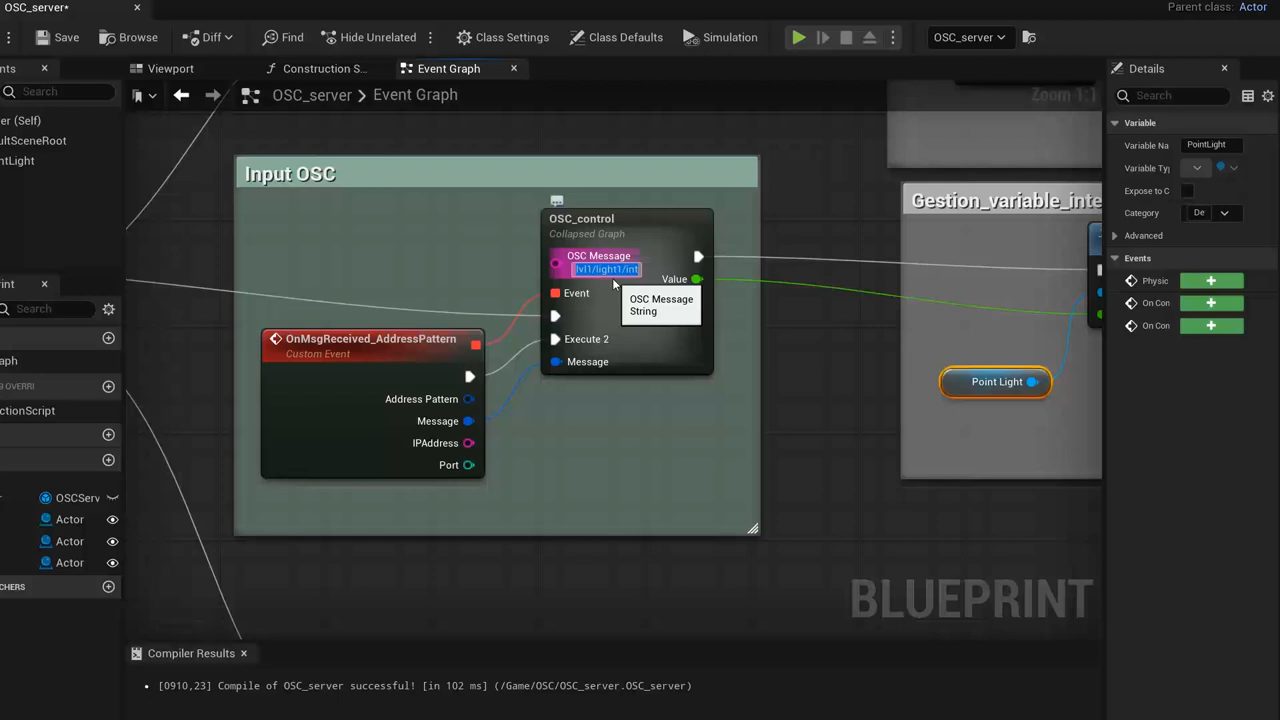 OSC_server*
Parent class: Actor
Save
Browse
Diff
Find
Hide Unrelated
Class Settings
Class Defaults
Simulation
OSC_server
nts
Viewport
Construction S...
Event Graph
Details
Search
OSC_server > Event Graph
Zoom 1:1
Search
er (Self)
ultSceneRoot
ntLight
Variable
Variable Na
PointLight
Variable Typ
Expose to C
Category
De
Advanced
Events
Physic
On Con
On Con
Input OSC
OSC_control
Collapsed Graph
OSC Message
lvl1/light1/int
Event
Value
Execute 2
Message
OSC Message
String
OnMsgReceived_AddressPattern
Custom Event
Address Pattern
Message
IPAddress
Port
Gestion_variable_inte
Point Light
rint
Search
raph
G OVERRI
ctionScript
OSCServ
Actor
Actor
Actor
CHERS
BLUEPRINT
Compiler Results
[0910,23] Compile of OSC_server successful! [in 102 ms] (/Game/OSC/OSC_server.OSC_server)